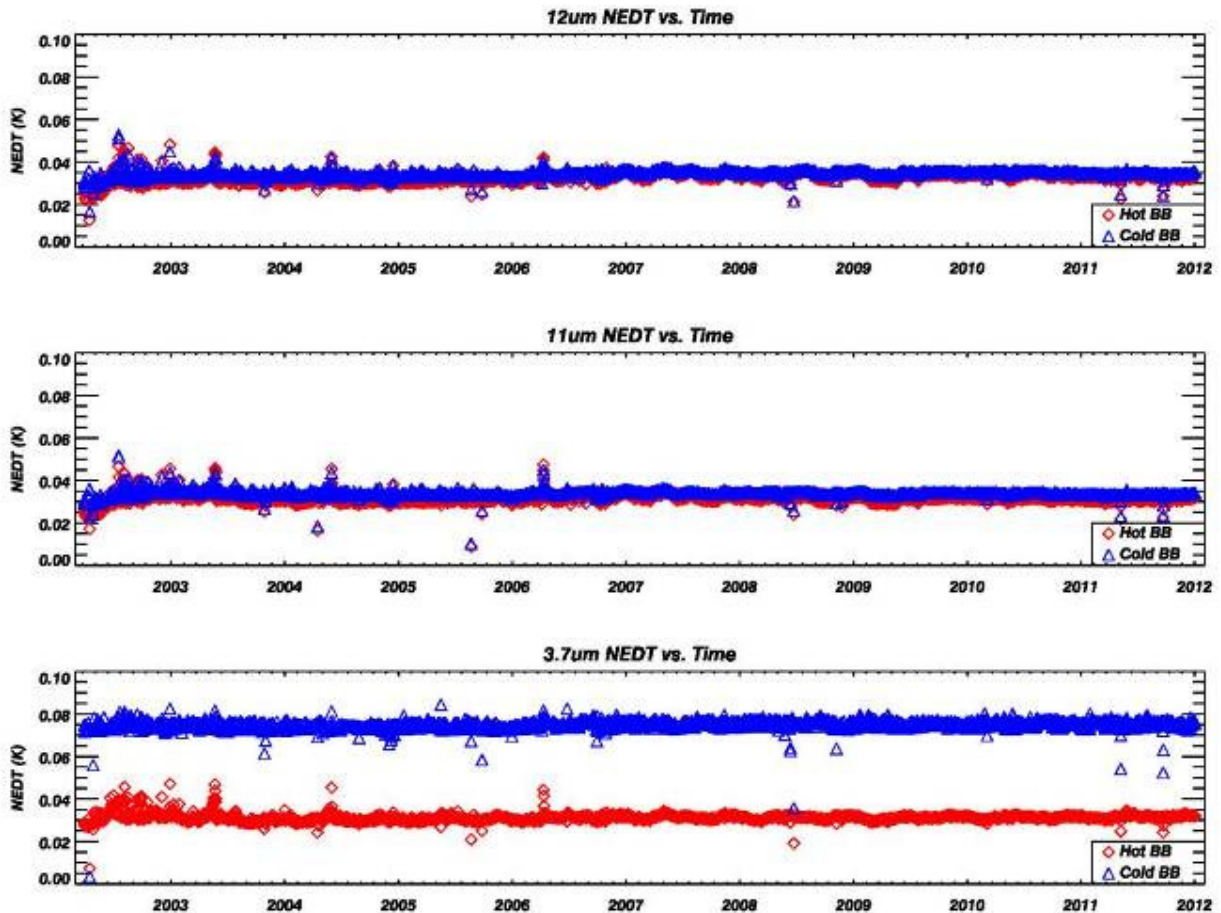 12um NEDT vs. Time
0.10
0.08
0.06
0.04
0.02
0.00
NEDT (K)
Hot BB
Cold BB
2003 2004 2005 2006 2007 2008 2009 2010 2011 2012
11um NEDT vs. Time
0.10
0.08
0.06
0.04
0.02
0.00
NEDT (K)
Hot BB
Cold BB
2003 2004 2005 2006 2007 2008 2009 2010 2011 2012
3.7um NEDT vs. Time
0.10
0.08
0.06
0.04
0.02
0.00
NEDT (K)
Hot BB
Cold BB
2003 2004 2005 2006 2007 2008 2009 2010 2011 2012